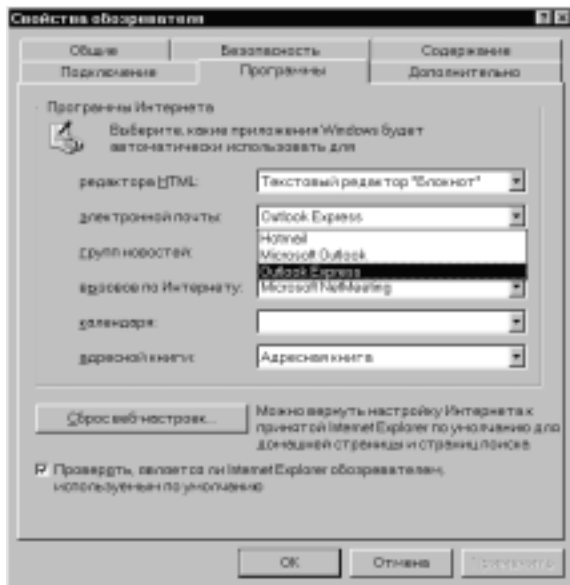 Свойства обозревателя
Общие Безопасность Содержание
Подключение Программы Дополнительно
Программы Интернета
Выберите, какие приложения Windows будет
автоматически использовать для
редактора HTML: Текстовый редактор "Блокнот"
электронной почты: Outlook Express
Hotmail
групп новостей: Microsoft Outlook
Outlook Express
вызовов по Интернету: Microsoft NetMeeting
календаря:
адресной книги: Адресная книга
Сброс веб-настроек... Можно вернуть настройку Интернета к
принятой Internet Explorer по умолчанию для
домашней страницы и страниц поиска
Проверять, является ли Internet Explorer обозревателем,
используемым по умолчанию
OK Отмена Применить